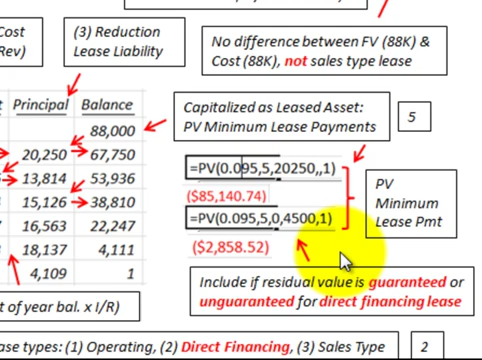 Cost
Rev)
(3) Reduction
Lease Liability
No difference between FV (88K) &
Cost (88K), not sales type lease
Principal Balance
88,000
20,250 67,750
13,814 53,936
15,126 38,810
16,563 22,247
18,137 4,111
4,109 1
Capitalized as Leased Asset:
PV Minimum Lease Payments
5
=PV(0.095,5,20250,,1)
($85,140.74)
=PV(0.095,5,0,4500,1)
($2,858.52)
PV
Minimum
Lease Pmt
Include if residual value is guaranteed or
unguaranteed for direct financing lease
t of year bal. x I/R)
ase types: (1) Operating, (2) Direct Financing, (3) Sales Type
2